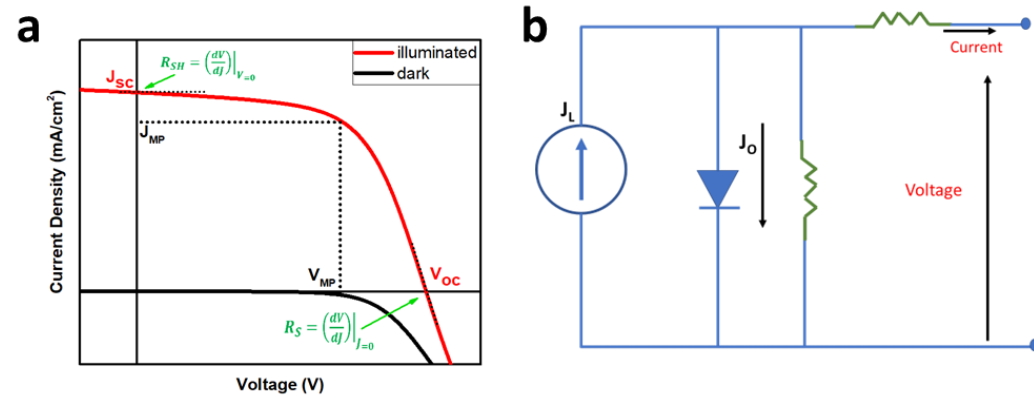 a
illuminated
dark
J_SC
R_SH = (dV/dJ)|_V=0
J_MP
V_MP
V_OC
R_S = (dV/dJ)|_J=0
Current Density (mA/cm²)
Voltage (V)
b
Current
J_L
J_O
Voltage